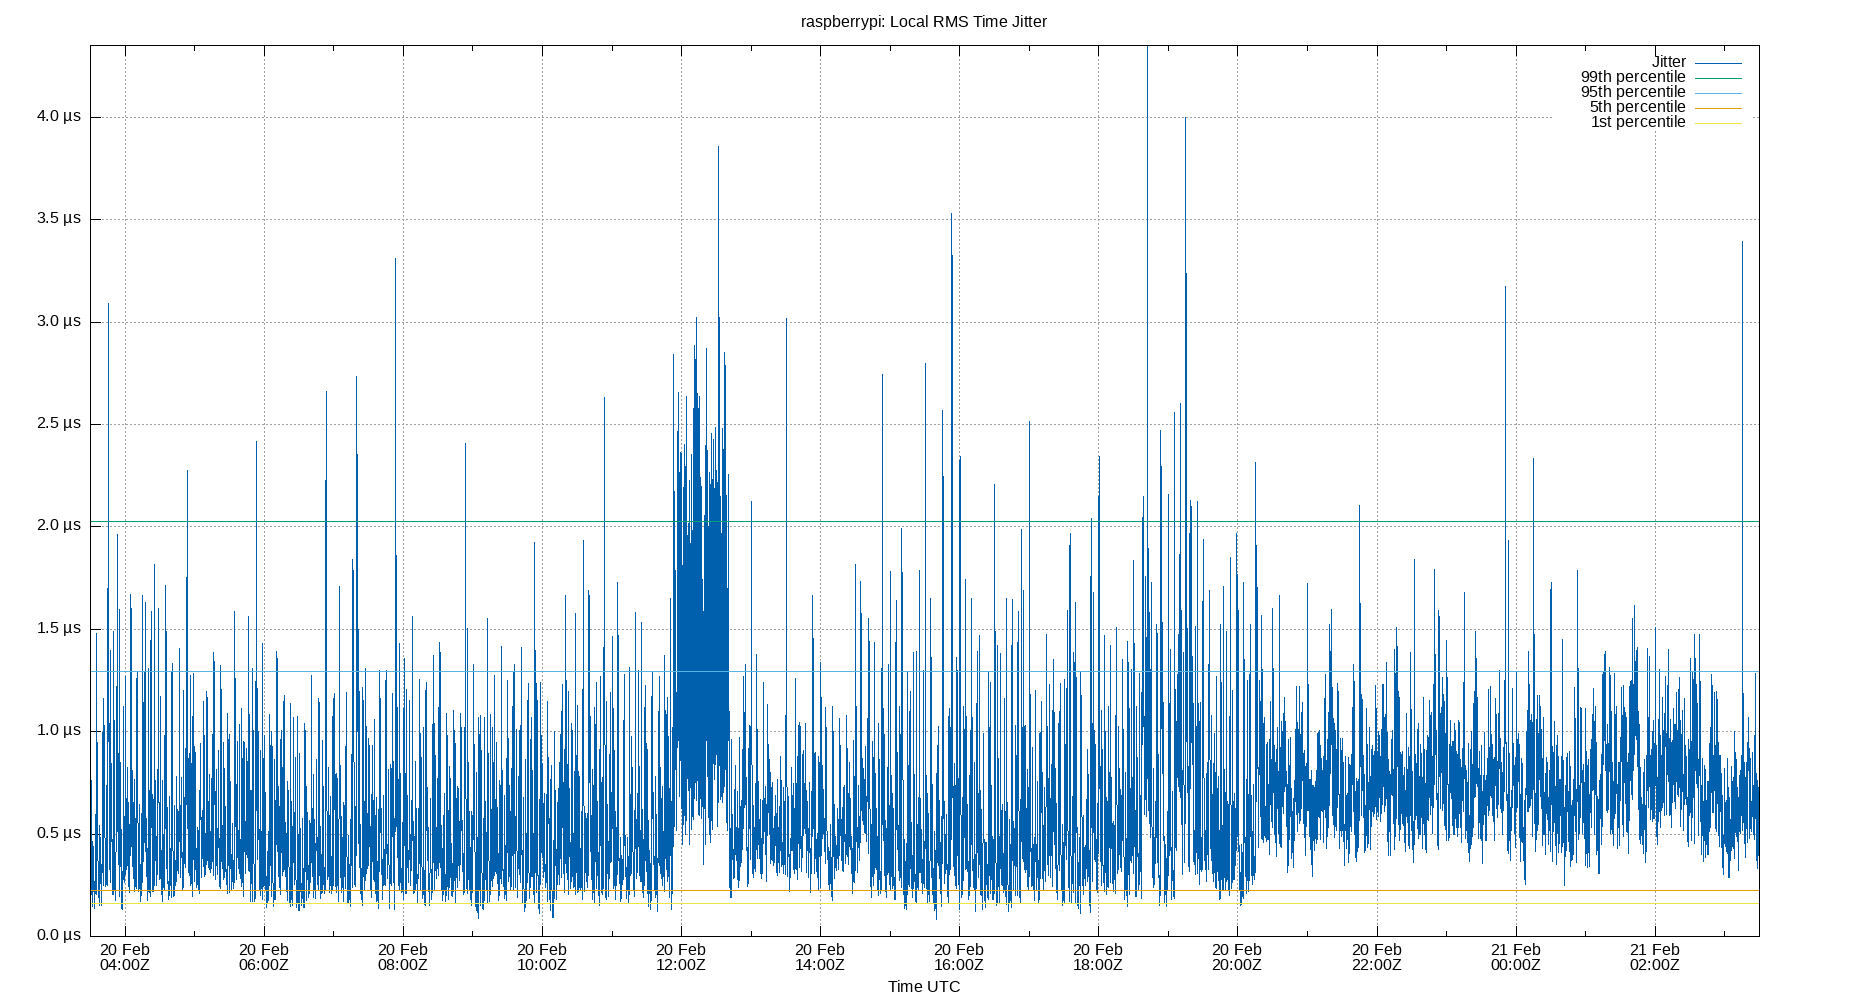 raspberrypi: Local RMS Time Jitter
Jitter
99th percentile
95th percentile
5th percentile
1st percentile
4.0 µs
3.5 µs
3.0 µs
2.5 µs
2.0 µs
1.5 µs
1.0 µs
0.5 µs
0.0 µs
20 Feb 20 Feb 20 Feb 20 Feb 20 Feb 20 Feb 20 Feb 20 Feb 20 Feb 20 Feb 21 Feb 21 Feb
04:00Z 06:00Z 08:00Z 10:00Z 12:00Z 14:00Z 16:00Z 18:00Z 20:00Z 22:00Z 00:00Z 02:00Z
Time UTC